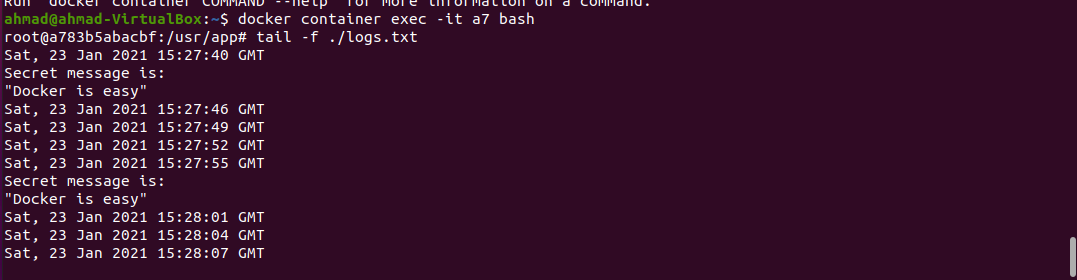 Run 'docker container COMMAND --help' for more information on a command.
ahmad@ahmad-VirtualBox:~$ docker container exec -it a7 bash
root@a783b5abacbf:/usr/app# tail -f ./logs.txt
Sat, 23 Jan 2021 15:27:40 GMT
Secret message is:
"Docker is easy"
Sat, 23 Jan 2021 15:27:46 GMT
Sat, 23 Jan 2021 15:27:49 GMT
Sat, 23 Jan 2021 15:27:52 GMT
Sat, 23 Jan 2021 15:27:55 GMT
Secret message is:
"Docker is easy"
Sat, 23 Jan 2021 15:28:01 GMT
Sat, 23 Jan 2021 15:28:04 GMT
Sat, 23 Jan 2021 15:28:07 GMT